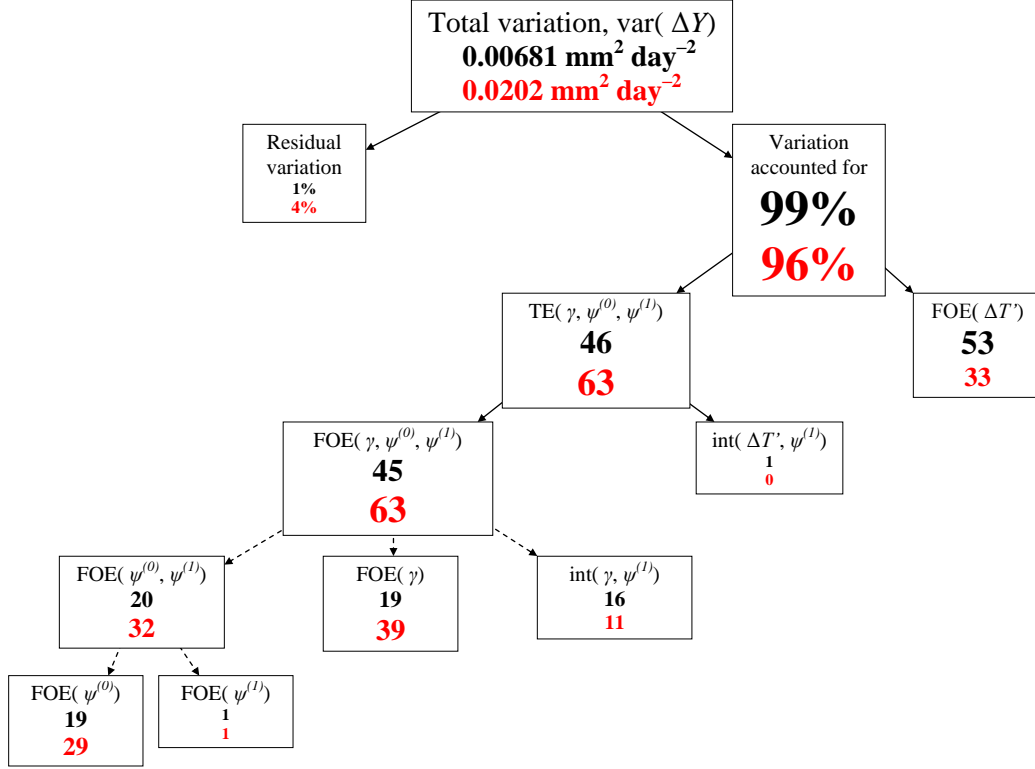 Total variation, var( ΔY)
0.00681 mm² day⁻²
0.0202 mm² day⁻²
Residual
variation
1%
4%
Variation
accounted for
99%
96%
TE( γ, ψ⁽⁰⁾, ψ⁽¹⁾)
46
63
FOE( ΔT’)
53
33
FOE( γ, ψ⁽⁰⁾, ψ⁽¹⁾)
45
63
int( ΔT’, ψ⁽¹⁾)
1
0
FOE( ψ⁽⁰⁾, ψ⁽¹⁾)
20
32
FOE( γ)
19
39
int( γ, ψ⁽¹⁾)
16
11
FOE( ψ⁽⁰⁾)
19
29
FOE( ψ⁽¹⁾)
1
1